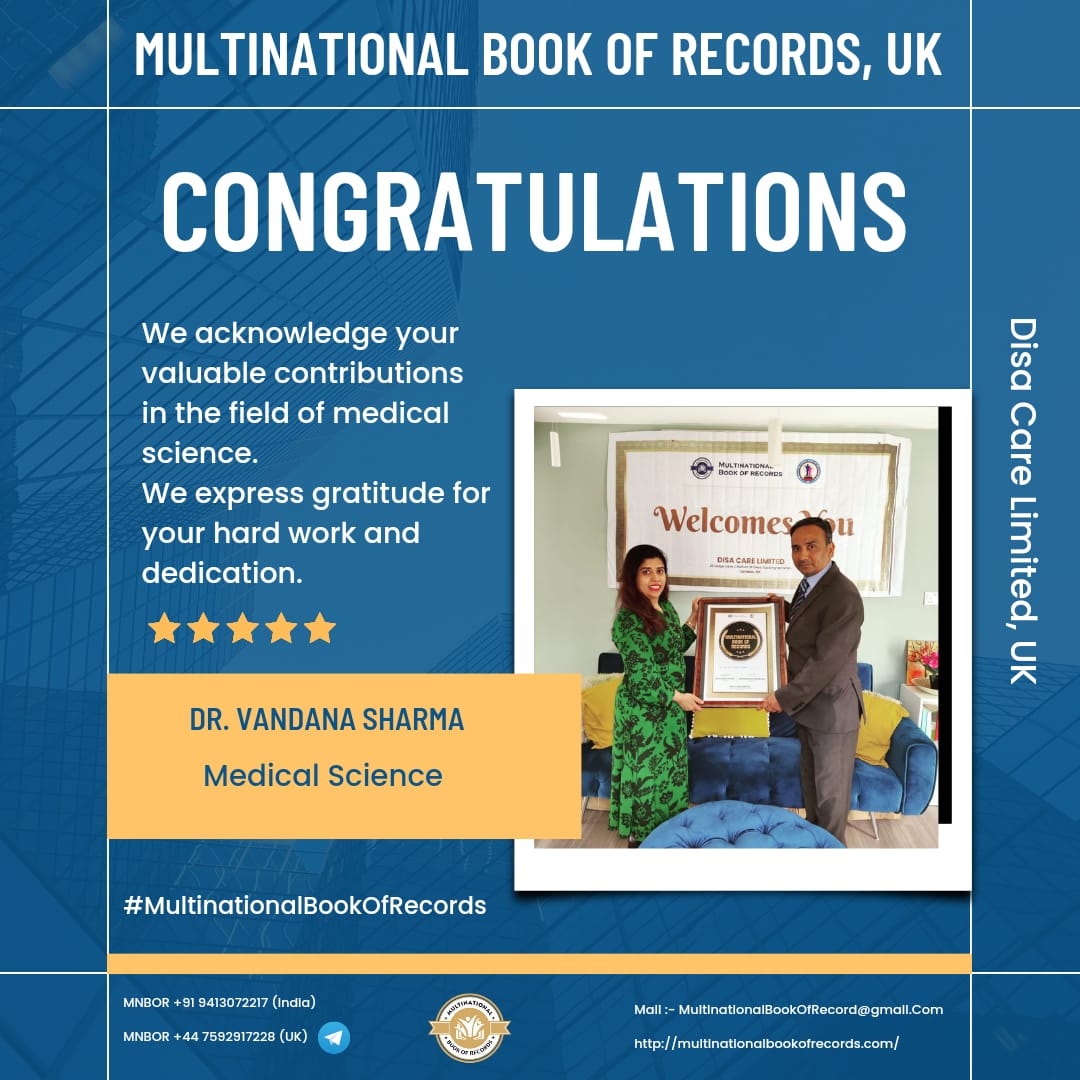 MULTINATIONAL BOOK OF RECORDS, UK
CONGRATULATIONS
We acknowledge your
valuable contributions
in the field of medical
science.
We express gratitude for
your hard work and
dedication.
DR. VANDANA SHARMA
Medical Science
MULTINATIONAL
BOOK OF RECORDS
Welcomes You
DISA CARE LIMITED
MULTINATIONAL
BOOK OF
RECORDS
Disa Care Limited, UK
#MultinationalBookOfRecords
MNBOR +91 9413072217 (India)
MNBOR +44 7592917228 (UK)
MULTINATIONAL
BOOK OF RECORDS
Mail :- MultinationalBookOfRecord@gmail.Com
http://multinationalbookofrecords.com/